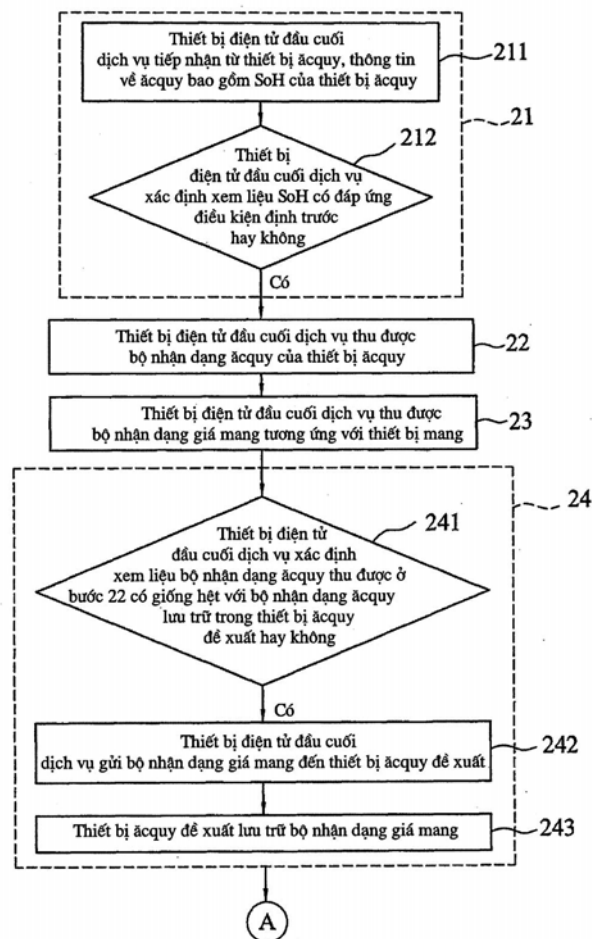 Thiết bị điện tử đầu cuối
dịch vụ tiếp nhận từ thiết bị ăcquy, thông tin
về ăcquy bao gồm SoH của thiết bị ăcquy
211
21
212
Thiết bị
điện tử đầu cuối dịch vụ
xác định xem liệu SoH có đáp ứng
điều kiện định trước
hay không
Có
Thiết bị điện tử đầu cuối dịch vụ thu được
bộ nhận dạng ăcquy của thiết bị ăcquy
22
Thiết bị điện tử đầu cuối dịch vụ thu được
bộ nhận dạng giá mang tương ứng với thiết bị mang
23
24
241
Thiết bị điện tử
đầu cuối dịch vụ xác định
xem liệu bộ nhận dạng ăcquy thu được ở
bước 22 có giống hệt với bộ nhận dạng ăcquy
lưu trữ trong thiết bị ăcquy
đề xuất hay không
Có
Thiết bị điện tử đầu cuối
dịch vụ gửi bộ nhận dạng giá mang đến thiết bị ăcquy đề xuất
242
Thiết bị ăcquy đề xuất lưu trữ bộ nhận dạng giá mang
243
A